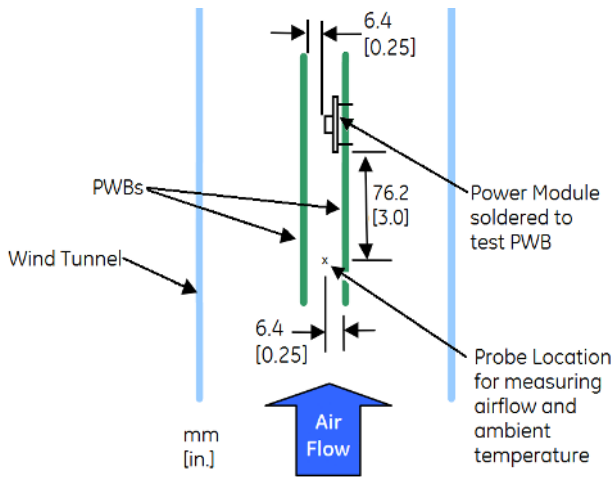 6.4
[0.25]
PWBs
76.2
[3.0]
Power Module
soldered to
test PWB
Wind Tunnel
x
6.4
[0.25]
Probe Location
for measuring
airflow and
ambient
temperature
Air
Flow
mm
[in.]